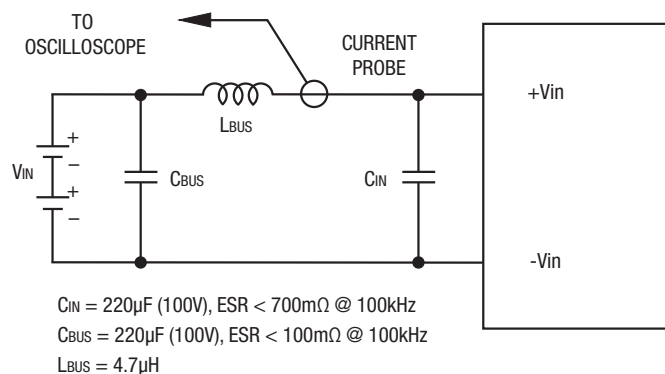 TO
OSCILLOSCOPE
CURRENT
PROBE
+Vin
LBUS
VIN
+
−
+
−
CBUS
CIN
-Vin
CIN = 220µF (100V), ESR < 700mΩ @ 100kHz
CBUS = 220µF (100V), ESR < 100mΩ @ 100kHz
LBUS = 4.7µH